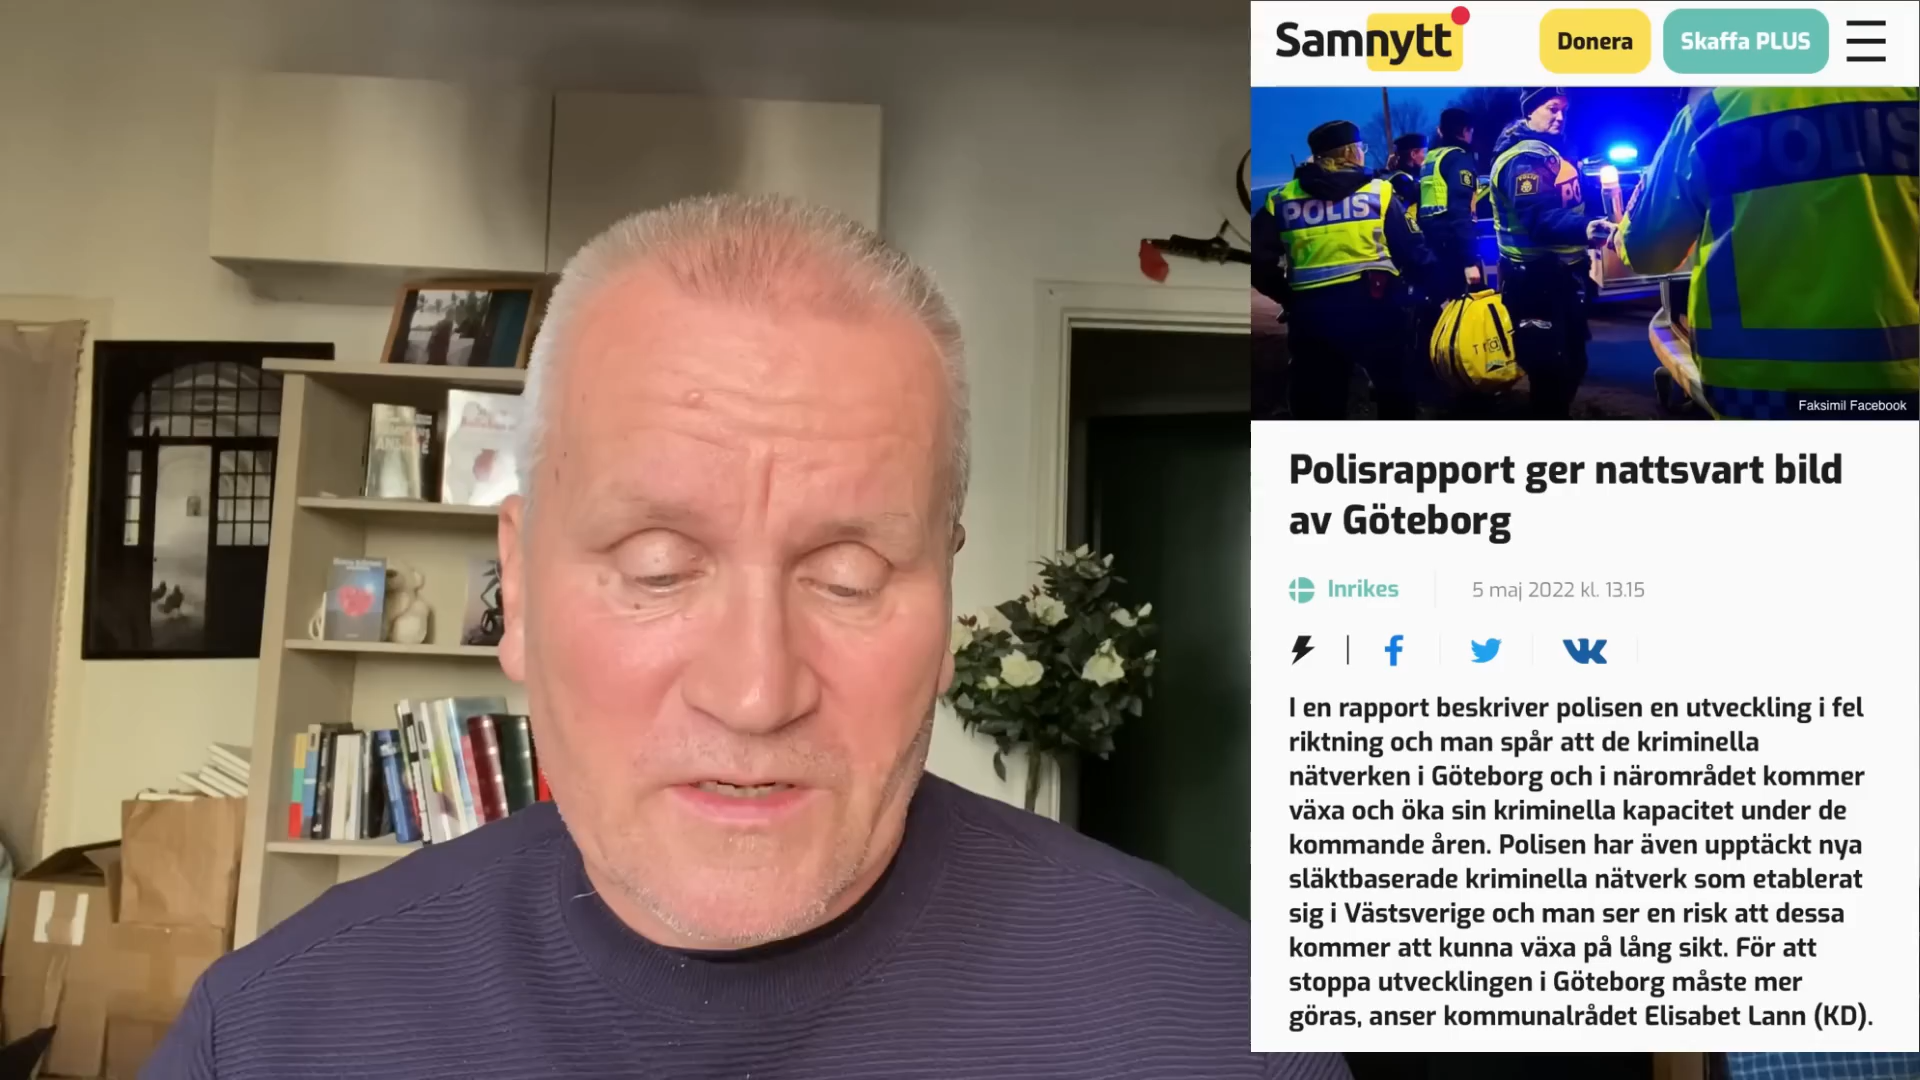 Samnytt
Donera
Skaffa PLUS
POLIS
POLIS
Faksimil Facebook
Polisrapport ger nattsvart bild
av Göteborg
Inrikes
5 maj 2022 kl. 13.15
I en rapport beskriver polisen en utveckling i fel
riktning och man spår att de kriminella
nätverken i Göteborg och i närområdet kommer
växa och öka sin kriminella kapacitet under de
kommande åren. Polisen har även upptäckt nya
släktbaserade kriminella nätverk som etablerat
sig i Västsverige och man ser en risk att dessa
kommer att kunna växa på lång sikt. För att
stoppa utvecklingen i Göteborg måste mer
göras, anser kommunalrådet Elisabet Lann (KD).